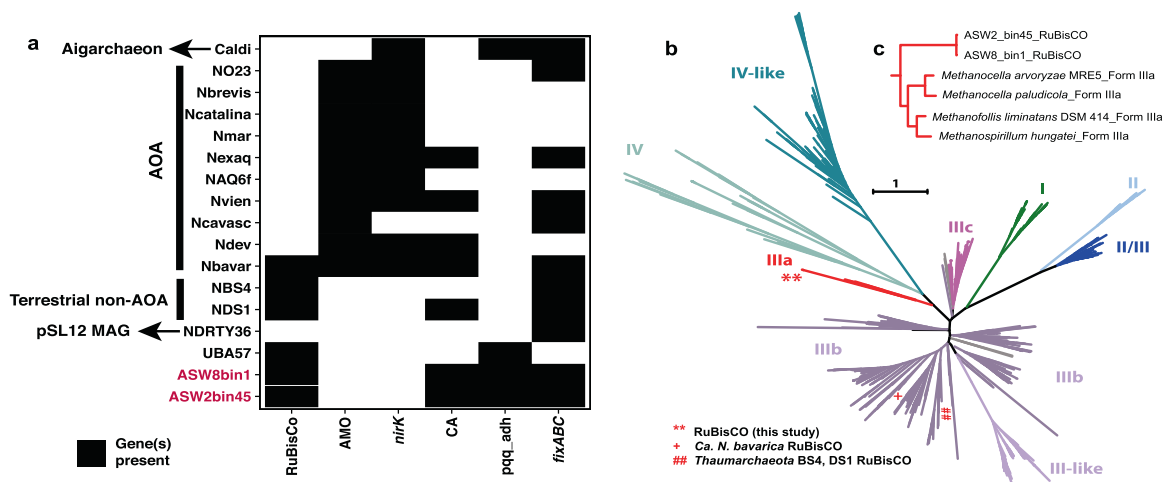 a
Aigarchaeon
Caldi
AOA
NO23
Nbrevis
Ncatalina
Nmar
Nexaq
NAQ6f
Nvien
Ncavasc
Ndev
Nbavar
Terrestrial non-AOA
NBS4
NDS1
pSL12 MAG
NDRTY36
UBA57
ASW8bin1
ASW2bin45
RuBisCo
AMO
nirK
CA
pqq_adh
fixABC
Gene(s)
present
b
IV-like
IV
IIIa
**
1
IIIc
I
II
II/III
IIIb
IIIb
III-like
+
##
** RuBisCO (this study)
+ Ca. N. bavarica RuBisCO
## Thaumarchaeota BS4, DS1 RuBisCO
c
ASW2_bin45_RuBisCO
ASW8_bin1_RuBisCO
Methanocella arvoryzae MRE5_Form IIIa
Methanocella paludicola_Form IIIa
Methanofollis liminatans DSM 414_Form IIIa
Methanospirillum hungatei_Form IIIa